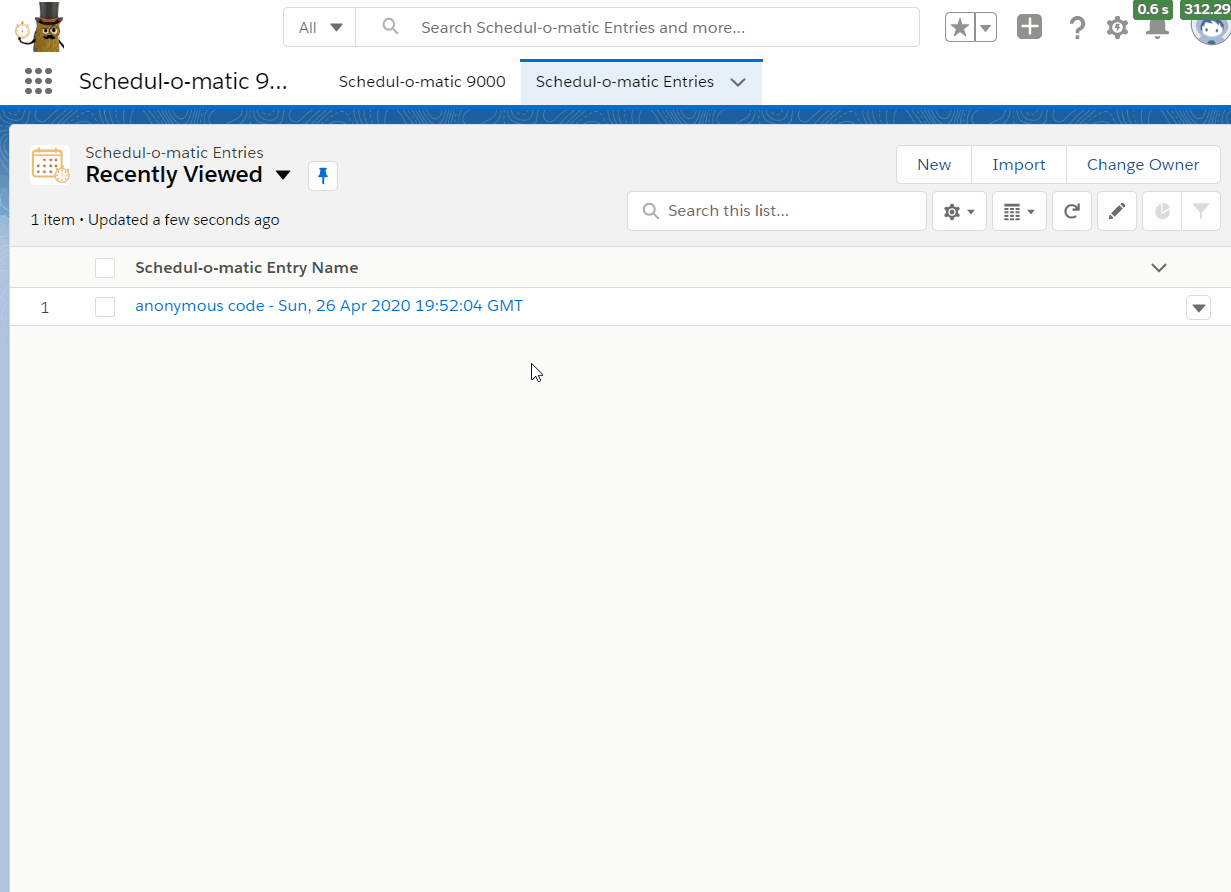 0.6 s 312.29
All Search Schedul-o-matic Entries and more...
Schedul-o-matic 9... Schedul-o-matic 9000 Schedul-o-matic Entries
Schedul-o-matic Entries
Recently Viewed
New Import Change Owner
1 item • Updated a few seconds ago
Search this list...
Schedul-o-matic Entry Name
1 anonymous code - Sun, 26 Apr 2020 19:52:04 GMT